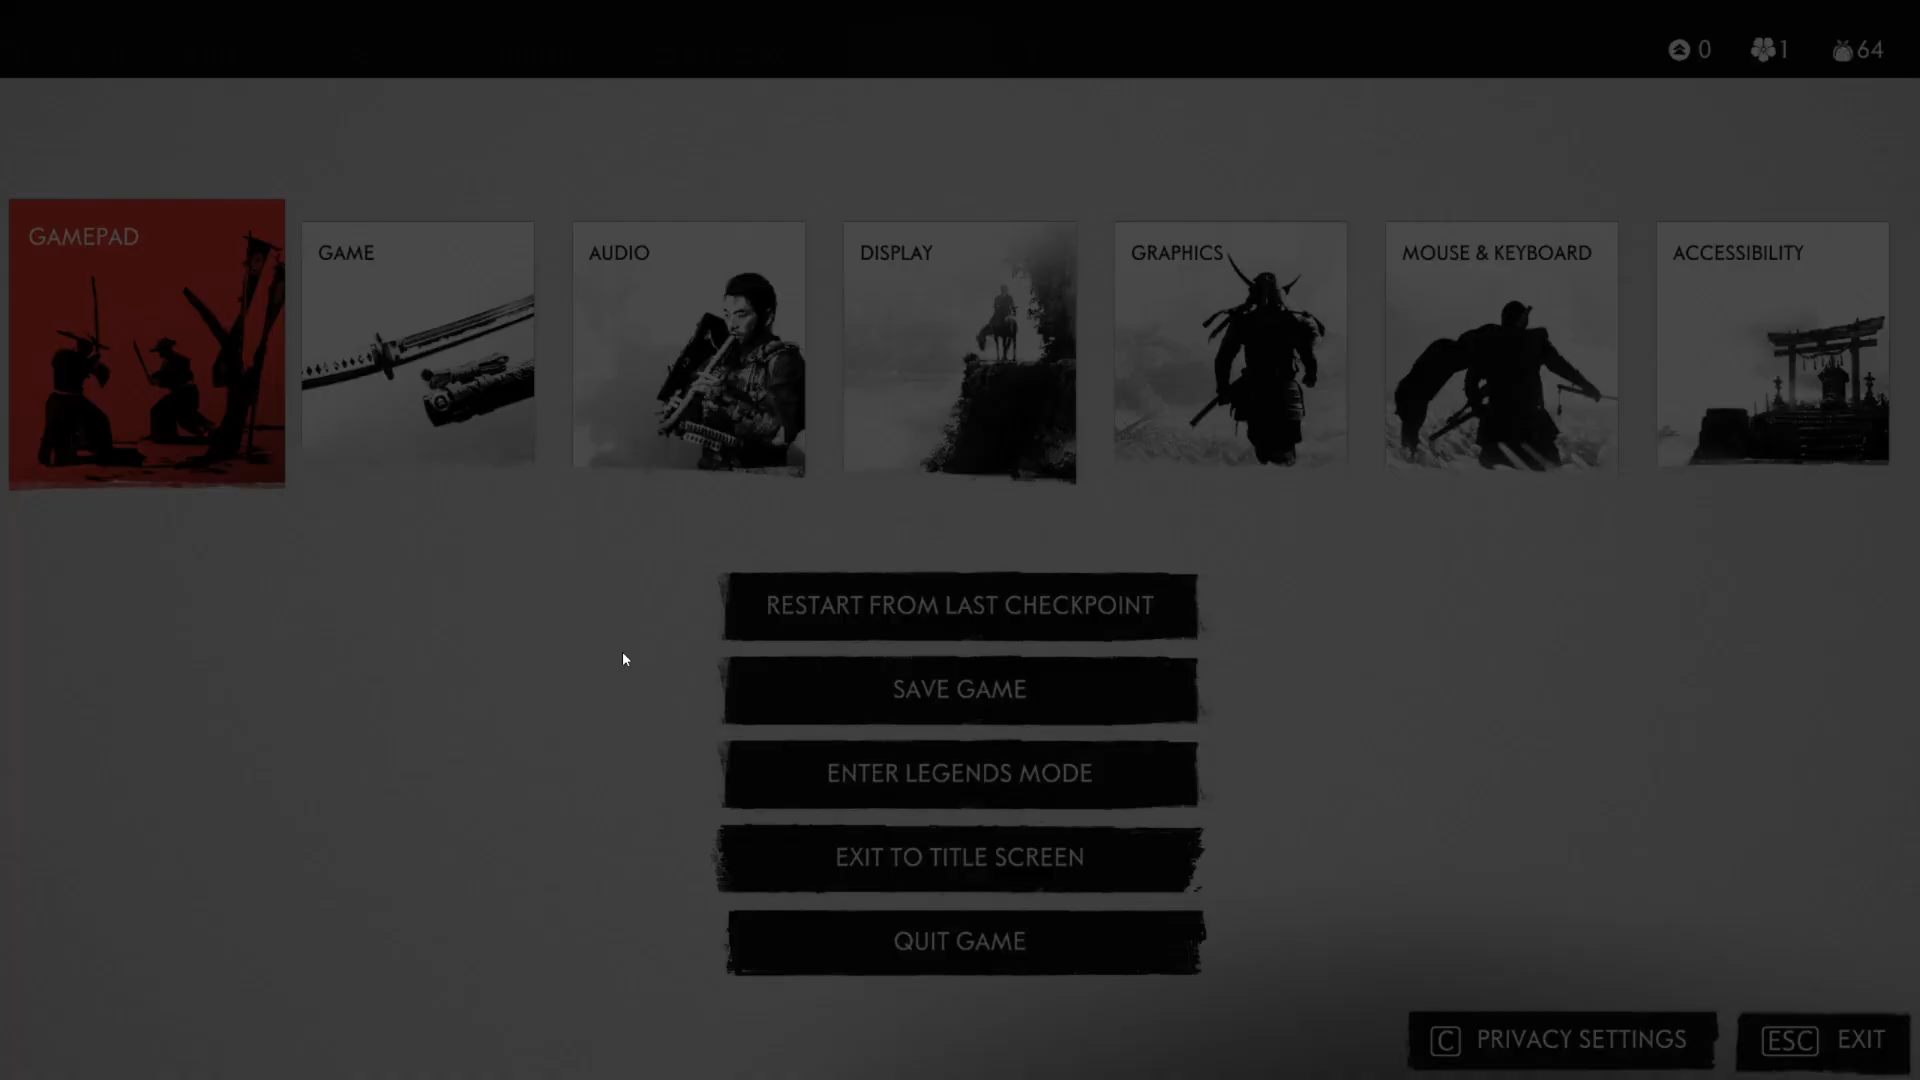 0 1 64
GAMEPAD
GAME
AUDIO
DISPLAY
GRAPHICS
MOUSE & KEYBOARD
ACCESSIBILITY
RESTART FROM LAST CHECKPOINT
SAVE GAME
ENTER LEGENDS MODE
EXIT TO TITLE SCREEN
QUIT GAME
C PRIVACY SETTINGS
ESC EXIT